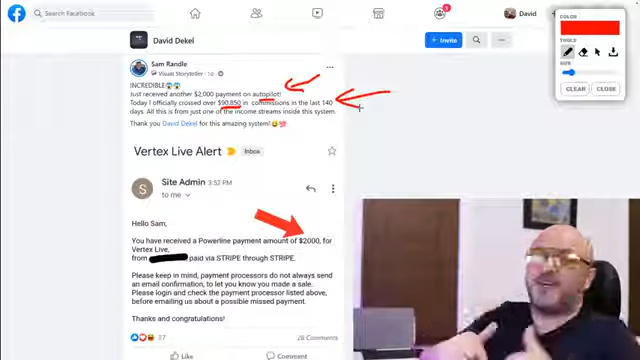 Search Facebook
David
David Dekel
+ Invite
Sam Randle
Visual Storyteller
INCREDIBLE
Just received another $2,000 payment on autopilot!
Today I officially crossed over $90,850 in commissions in the last 140
days. All this is from just one of the income streams inside this system.
Thank you David Dekel for this amazing system!
Vertex Live Alert
Inbox
Site Admin 3:52 PM
to me
Hello Sam,
You have received a Powerline payment amount of $2000, for
Vertex Live,
from paid via STRIPE through STRIPE.
Please keep in mind, payment processors do not always send
an email confirmation, to let you know you made a sale.
Please login and check the payment processor listed above,
before emailing us about a possible missed payment.
Thanks and congratulations!
37
28 Comments
Like
Comment
COLOR
TOOLS
SIZE
CLEAR
CLOSE